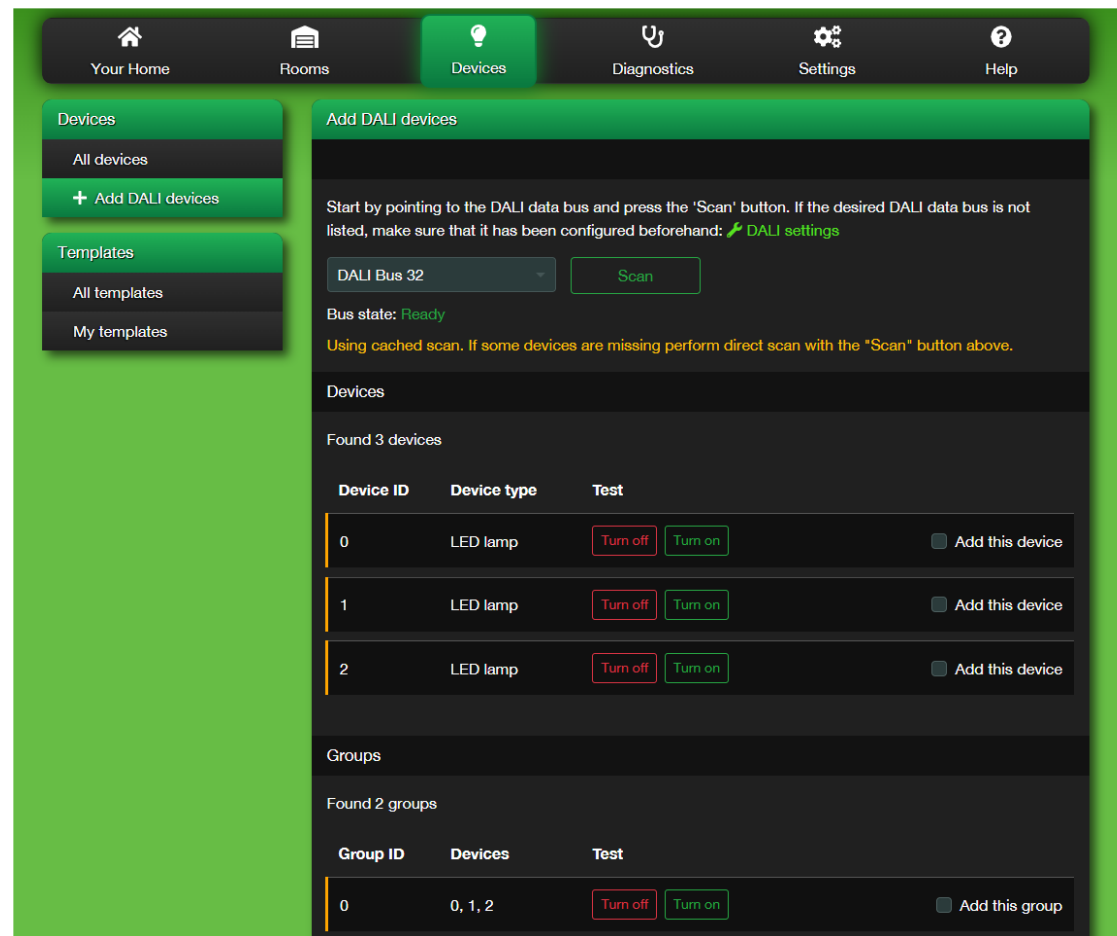 Your Home
Rooms
Devices
Diagnostics
Settings
Help
Devices
All devices
+ Add DALI devices
Templates
All templates
My templates
Add DALI devices
Start by pointing to the DALI data bus and press the 'Scan' button. If the desired DALI data bus is not
listed, make sure that it has been configured beforehand: DALI settings
DALI Bus 32
Scan
Bus state: Ready
Using cached scan. If some devices are missing perform direct scan with the "Scan" button above.
Devices
Found 3 devices
Device ID Device type Test
0 LED lamp Turn off Turn on Add this device
1 LED lamp Turn off Turn on Add this device
2 LED lamp Turn off Turn on Add this device
Groups
Found 2 groups
Group ID Devices Test
0 0, 1, 2 Turn off Turn on Add this group